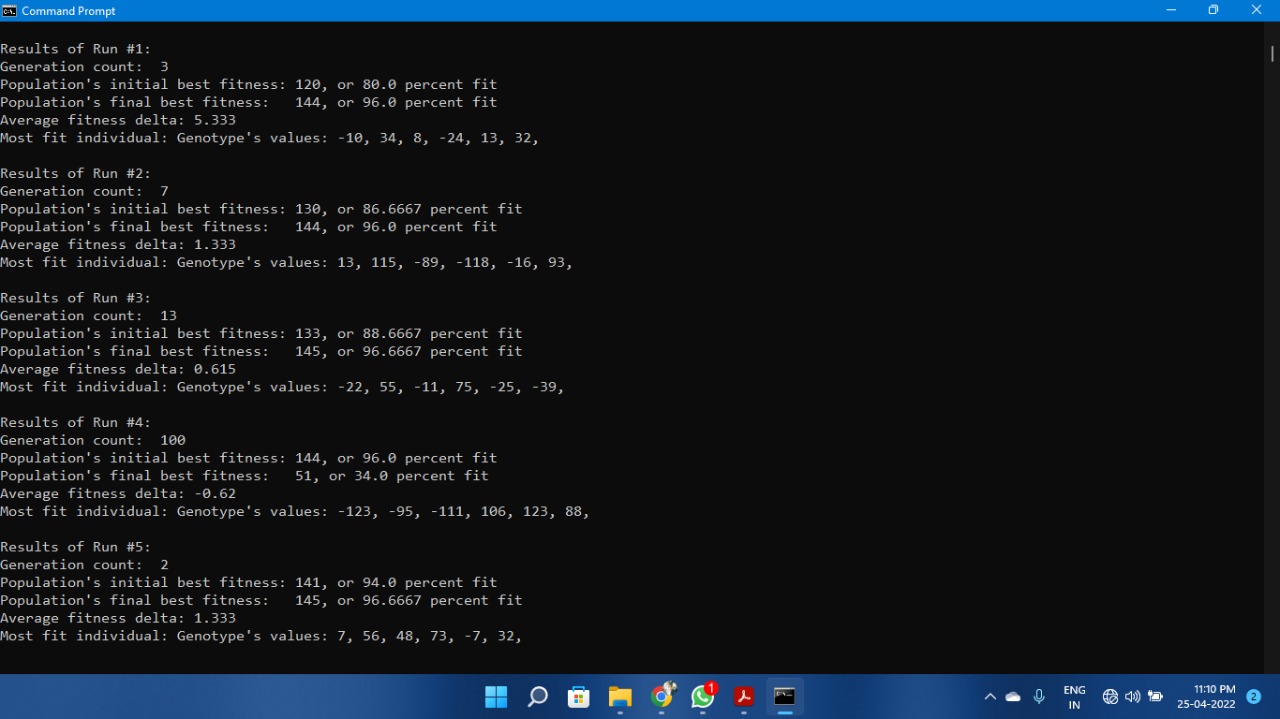 Command Prompt
Results of Run #1:
Generation count:  3
Population's initial best fitness: 120, or 80.0 percent fit
Population's final best fitness:   144, or 96.0 percent fit
Average fitness delta: 5.333
Most fit individual: Genotype's values: -10, 34, 8, -24, 13, 32,
Results of Run #2:
Generation count:  7
Population's initial best fitness: 130, or 86.6667 percent fit
Population's final best fitness:   144, or 96.0 percent fit
Average fitness delta: 1.333
Most fit individual: Genotype's values: 13, 115, -89, -118, -16, 93,
Results of Run #3:
Generation count:  13
Population's initial best fitness: 133, or 88.6667 percent fit
Population's final best fitness:   145, or 96.6667 percent fit
Average fitness delta: 0.615
Most fit individual: Genotype's values: -22, 55, -11, 75, -25, -39,
Results of Run #4:
Generation count:  100
Population's initial best fitness: 144, or 96.0 percent fit
Population's final best fitness:   51, or 34.0 percent fit
Average fitness delta: -0.62
Most fit individual: Genotype's values: -123, -95, -111, 106, 123, 88,
Results of Run #5:
Generation count:  2
Population's initial best fitness: 141, or 94.0 percent fit
Population's final best fitness:   145, or 96.6667 percent fit
Average fitness delta: 1.333
Most fit individual: Genotype's values: 7, 56, 48, 73, -7, 32,
1
ENG
IN
11:10 PM
25-04-2022
2